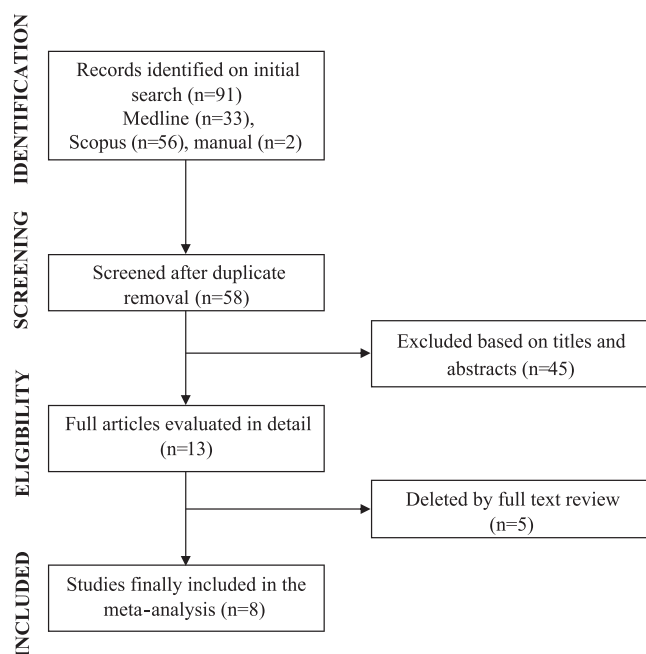 IDENTIFICATION
Records identified on initial
search (n=91)
Medline (n=33),
Scopus (n=56), manual (n=2)
SCREENING
Screened after duplicate
removal (n=58)
Excluded based on titles and
abstracts (n=45)
ELIGIBILITY
Full articles evaluated in detail
(n=13)
Deleted by full text review
(n=5)
INCLUDED
Studies finally included in the
meta-analysis (n=8)